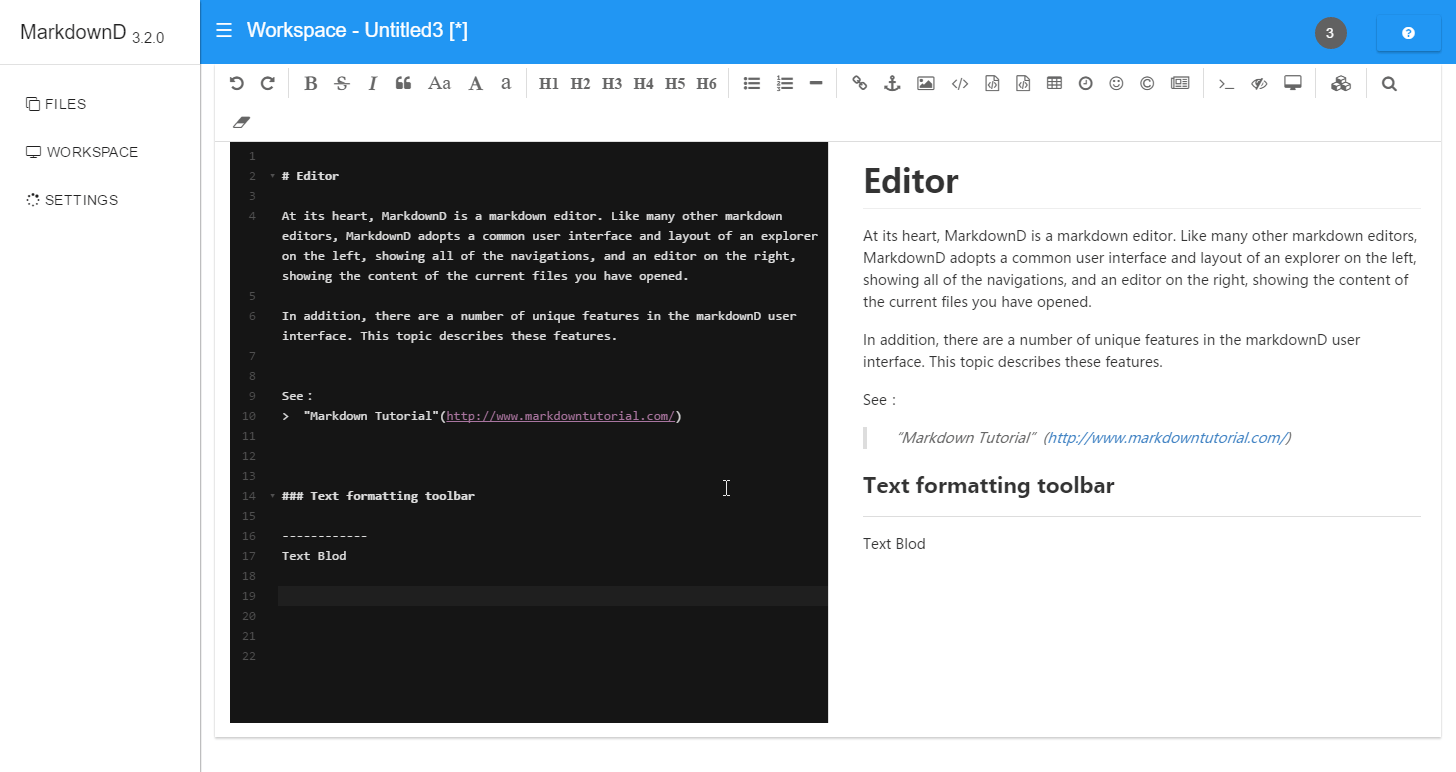 MarkdownD 3.2.0
Workspace - Untitled3 [*]
3
FILES
WORKSPACE
SETTINGS
B S I Aa A a H1 H2 H3 H4 H5 H6
1
2 # Editor
3
4 At its heart, MarkdownD is a markdown editor. Like many other markdown
editors, MarkdownD adopts a common user interface and layout of an explorer
on the left, showing all of the navigations, and an editor on the right,
showing the content of the current files you have opened.
5
6 In addition, there are a number of unique features in the markdownD user
interface. This topic describes these features.
7
8
9 See：
10 >  "Markdown Tutorial"(http://www.markdowntutorial.com/)
11
12
13
14 ### Text formatting toolbar
15
16 ------------
17 Text Blod
18
19
20
21
22
Editor
At its heart, MarkdownD is a markdown editor. Like many other markdown editors,
MarkdownD adopts a common user interface and layout of an explorer on the left,
showing all of the navigations, and an editor on the right, showing the content of
the current files you have opened.
In addition, there are a number of unique features in the markdownD user
interface. This topic describes these features.
See：
“Markdown Tutorial” (http://www.markdowntutorial.com/)
Text formatting toolbar
Text Blod